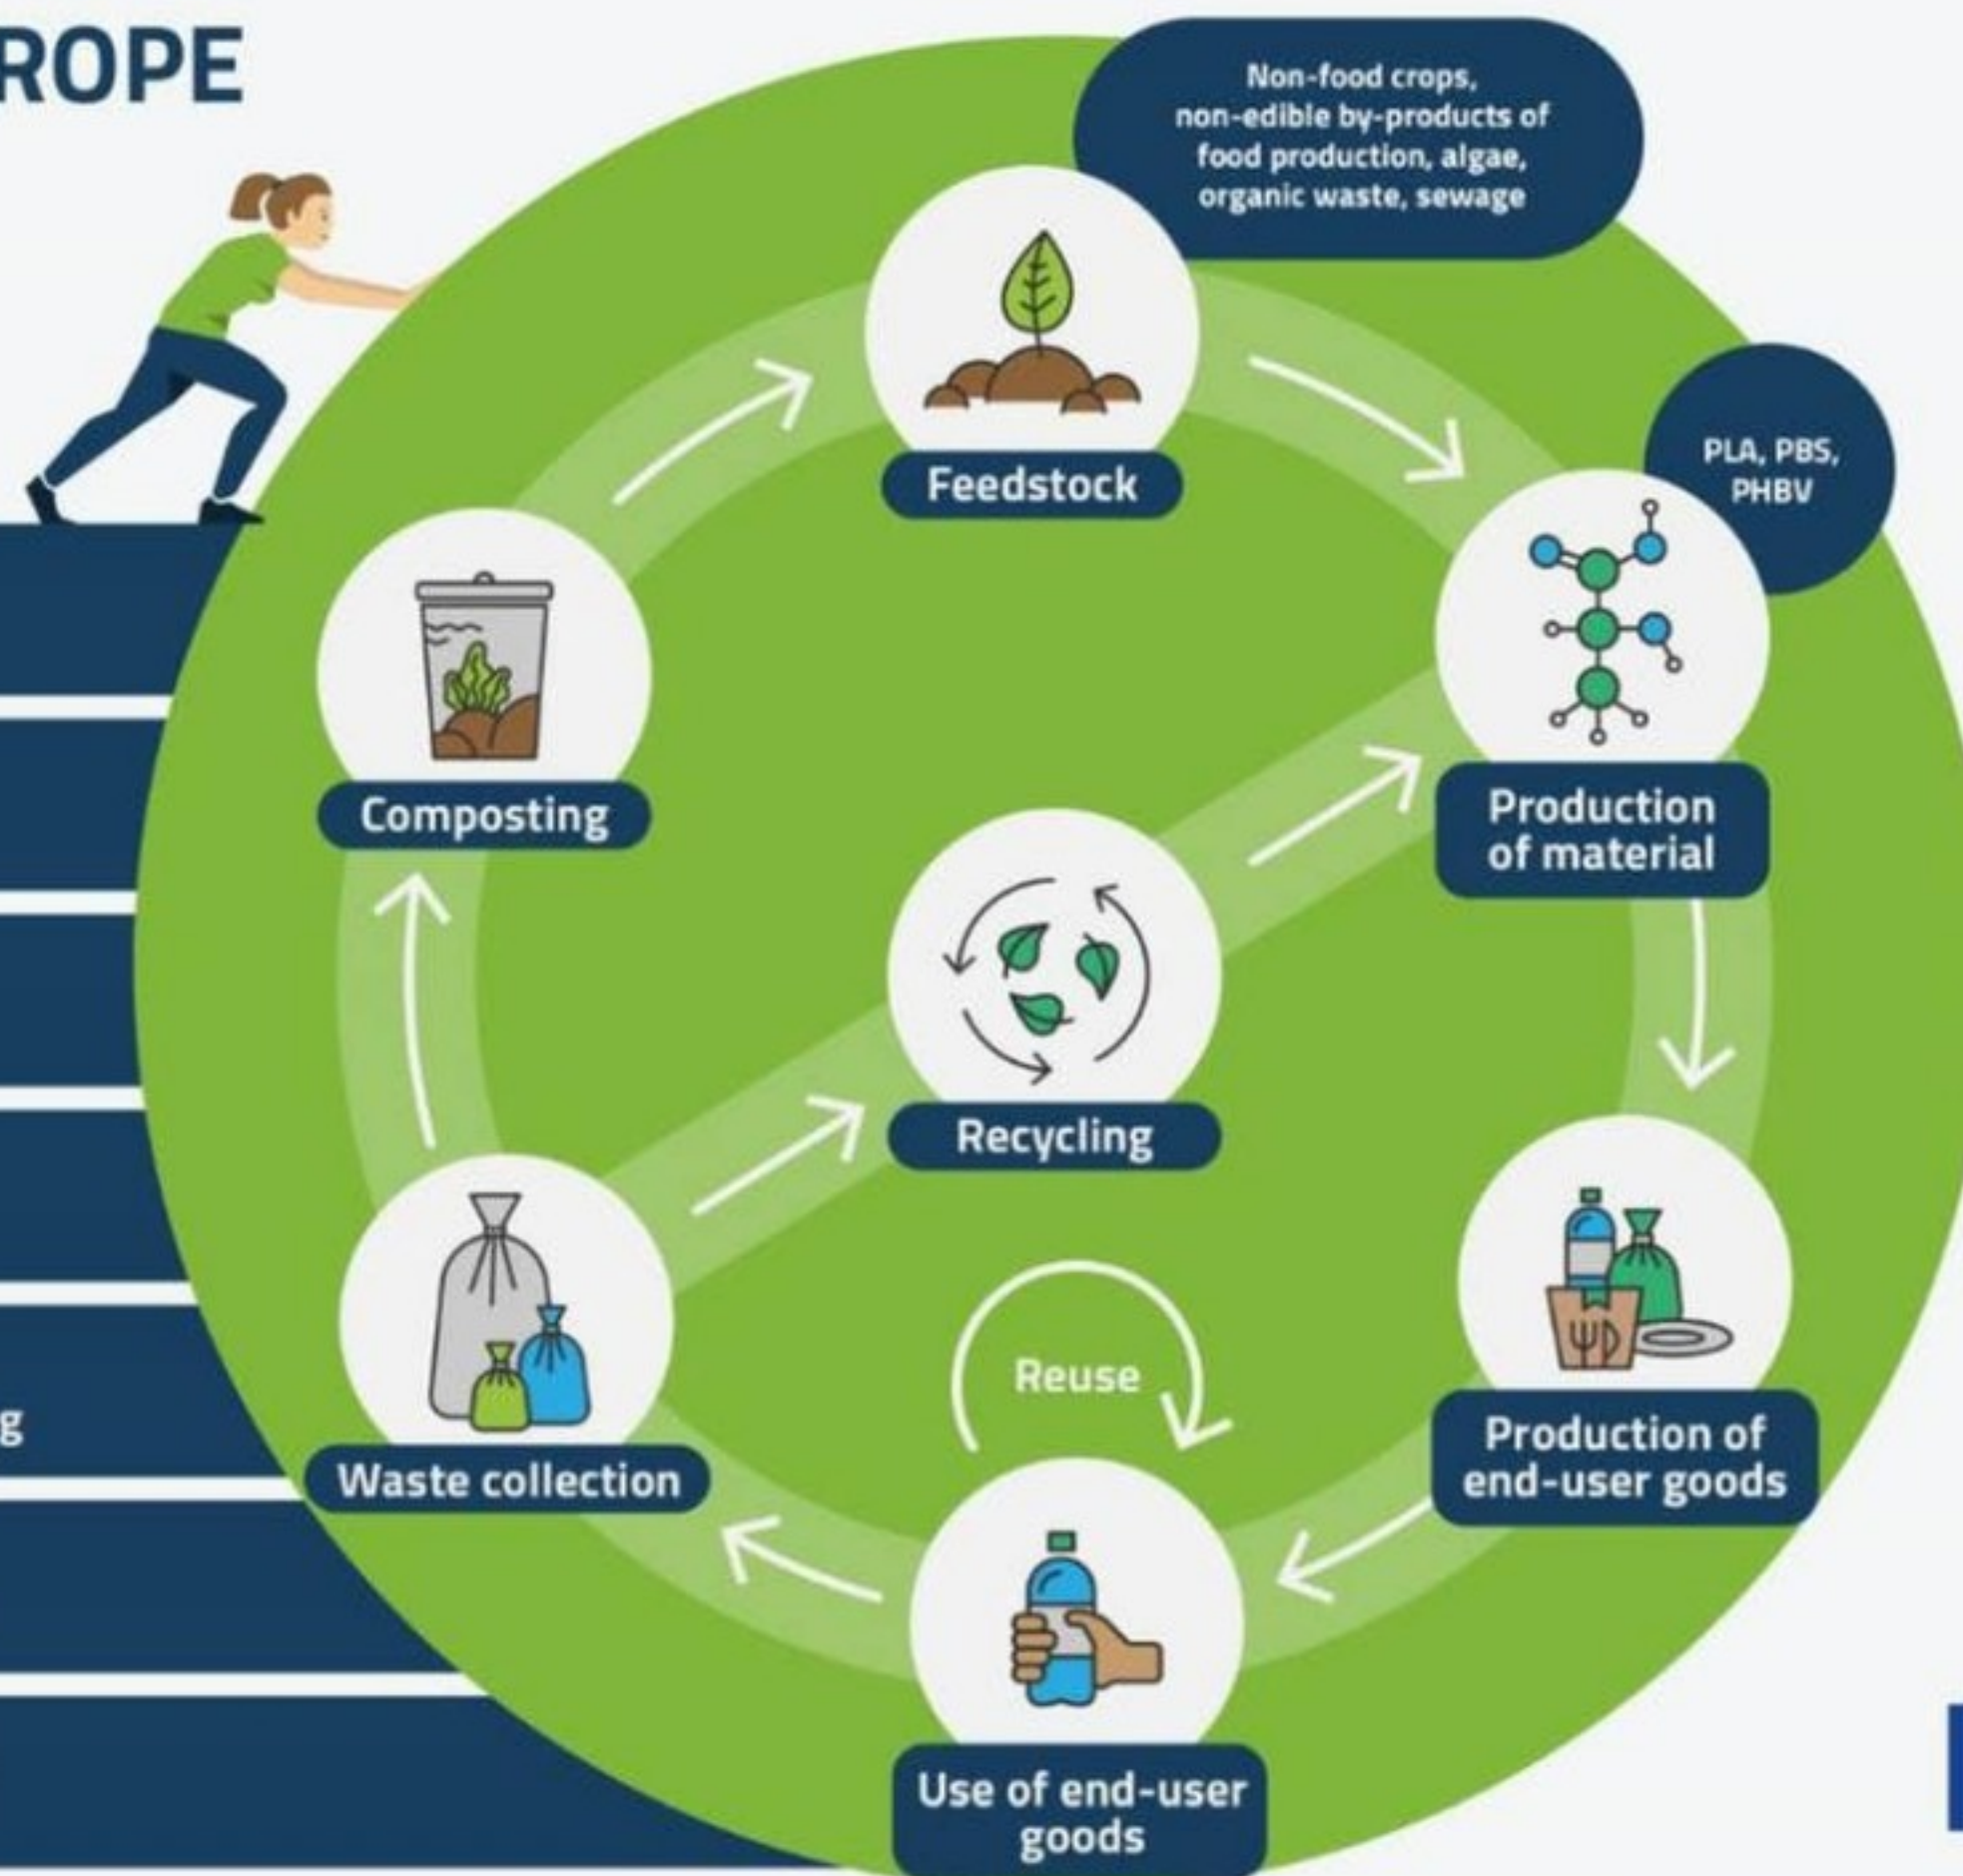 ROPE
Non-food crops,
non-edible by-products of
food production, algae,
organic waste, sewage
Feedstock
PLA, PBS,
PHBV
Composting
Production
of material
Recycling
Reuse
g
Waste collection
Production of
end-user goods
Use of end-user
goods